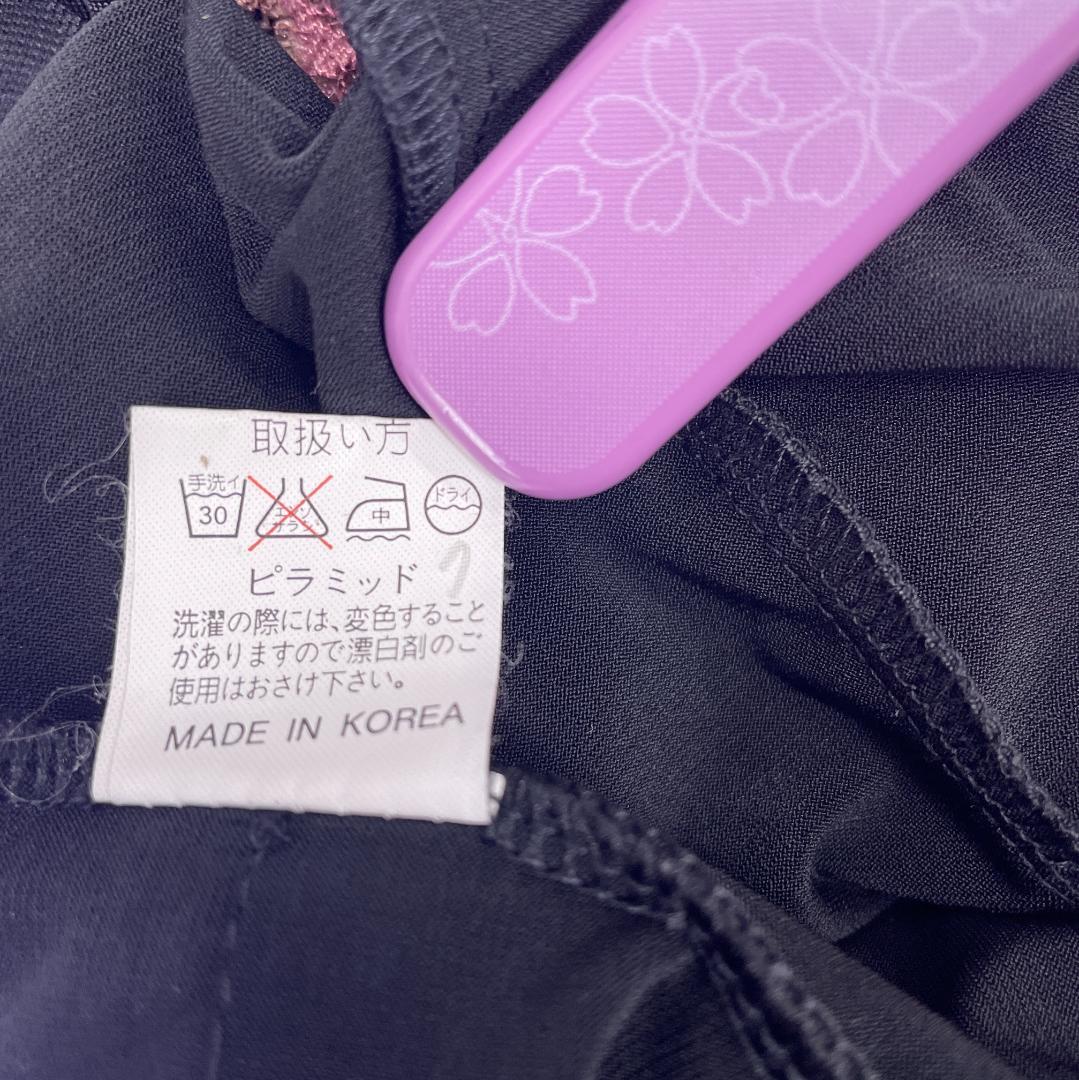 取扱い方
手洗イ
30
エンソ
サラシ
中
ドライ
ピラミッド
洗濯の際には、変色すること
がありますので漂白剤のご
使用はおさけ下さい。
MADE IN KOREA